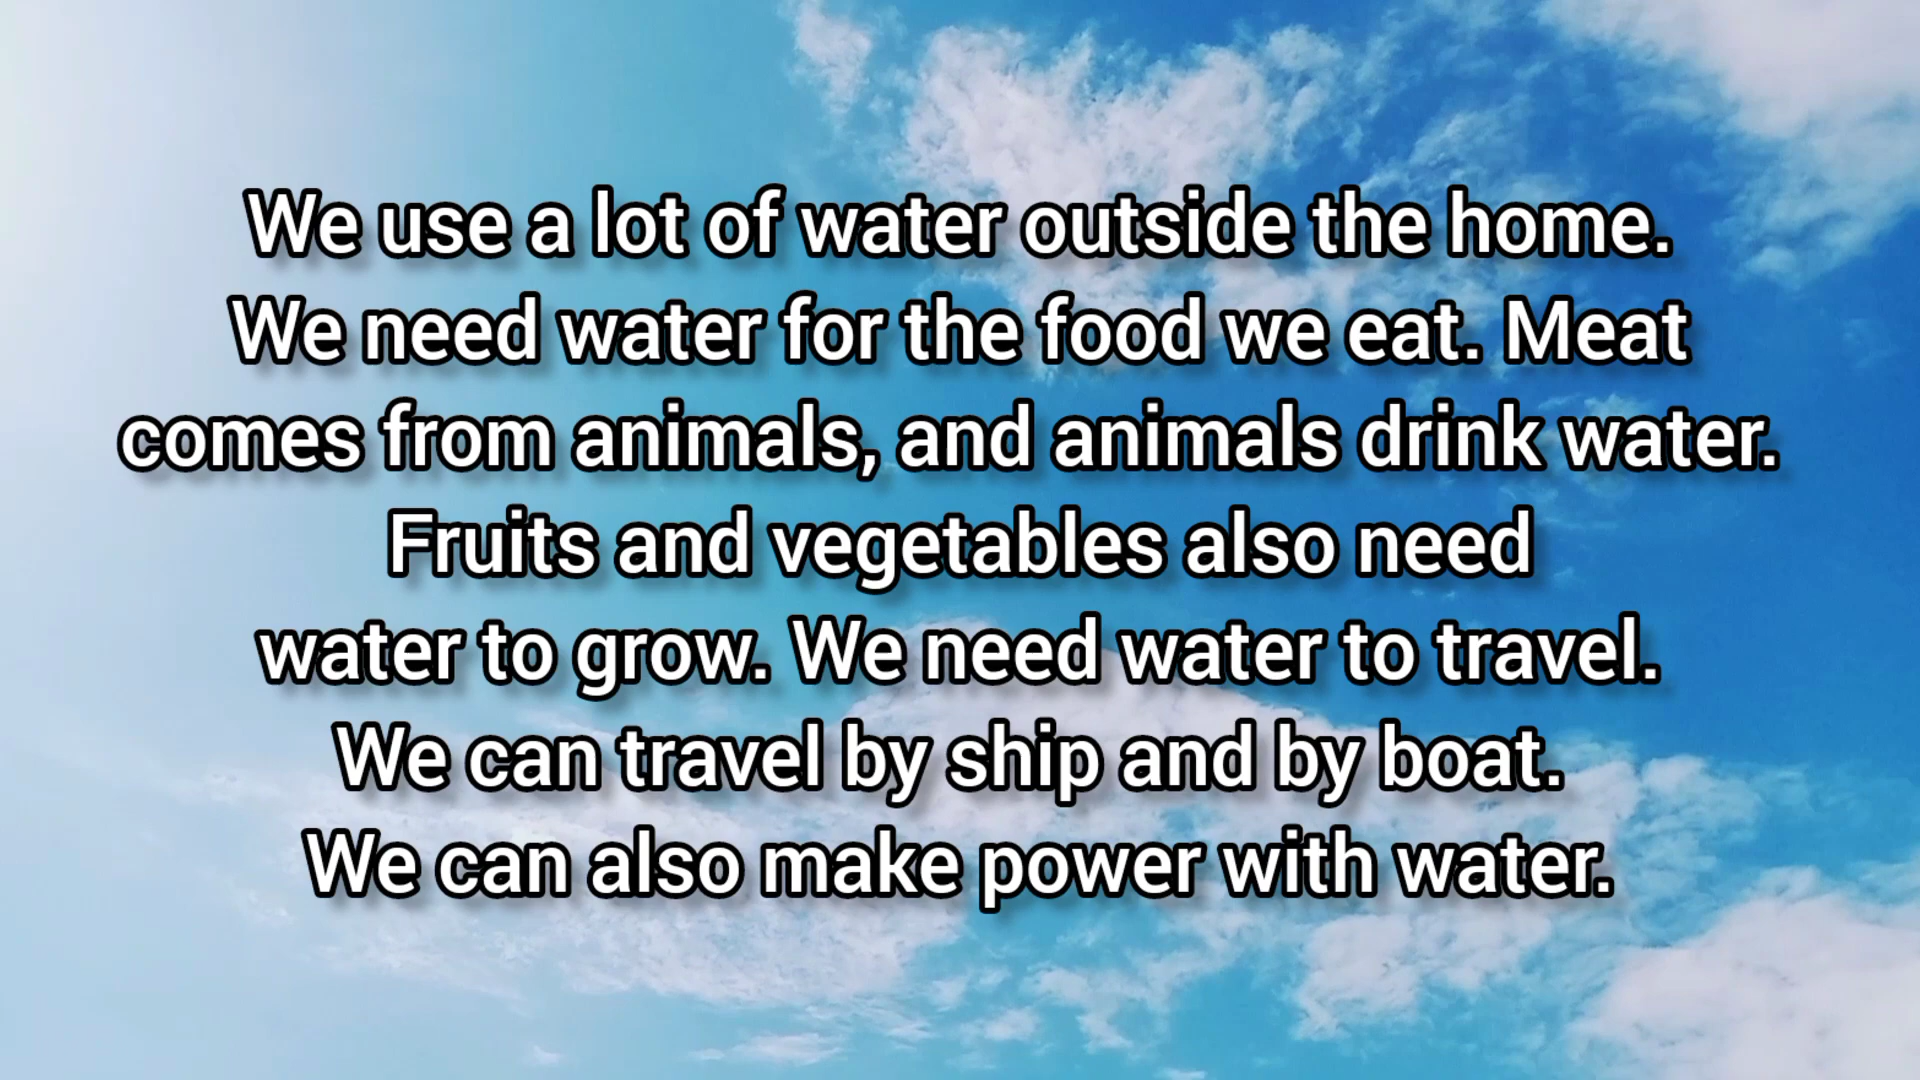 We use a lot of water outside the home.
We need water for the food we eat. Meat
comes from animals, and animals drink water.
Fruits and vegetables also need
water to grow. We need water to travel.
We can travel by ship and by boat.
We can also make power with water.